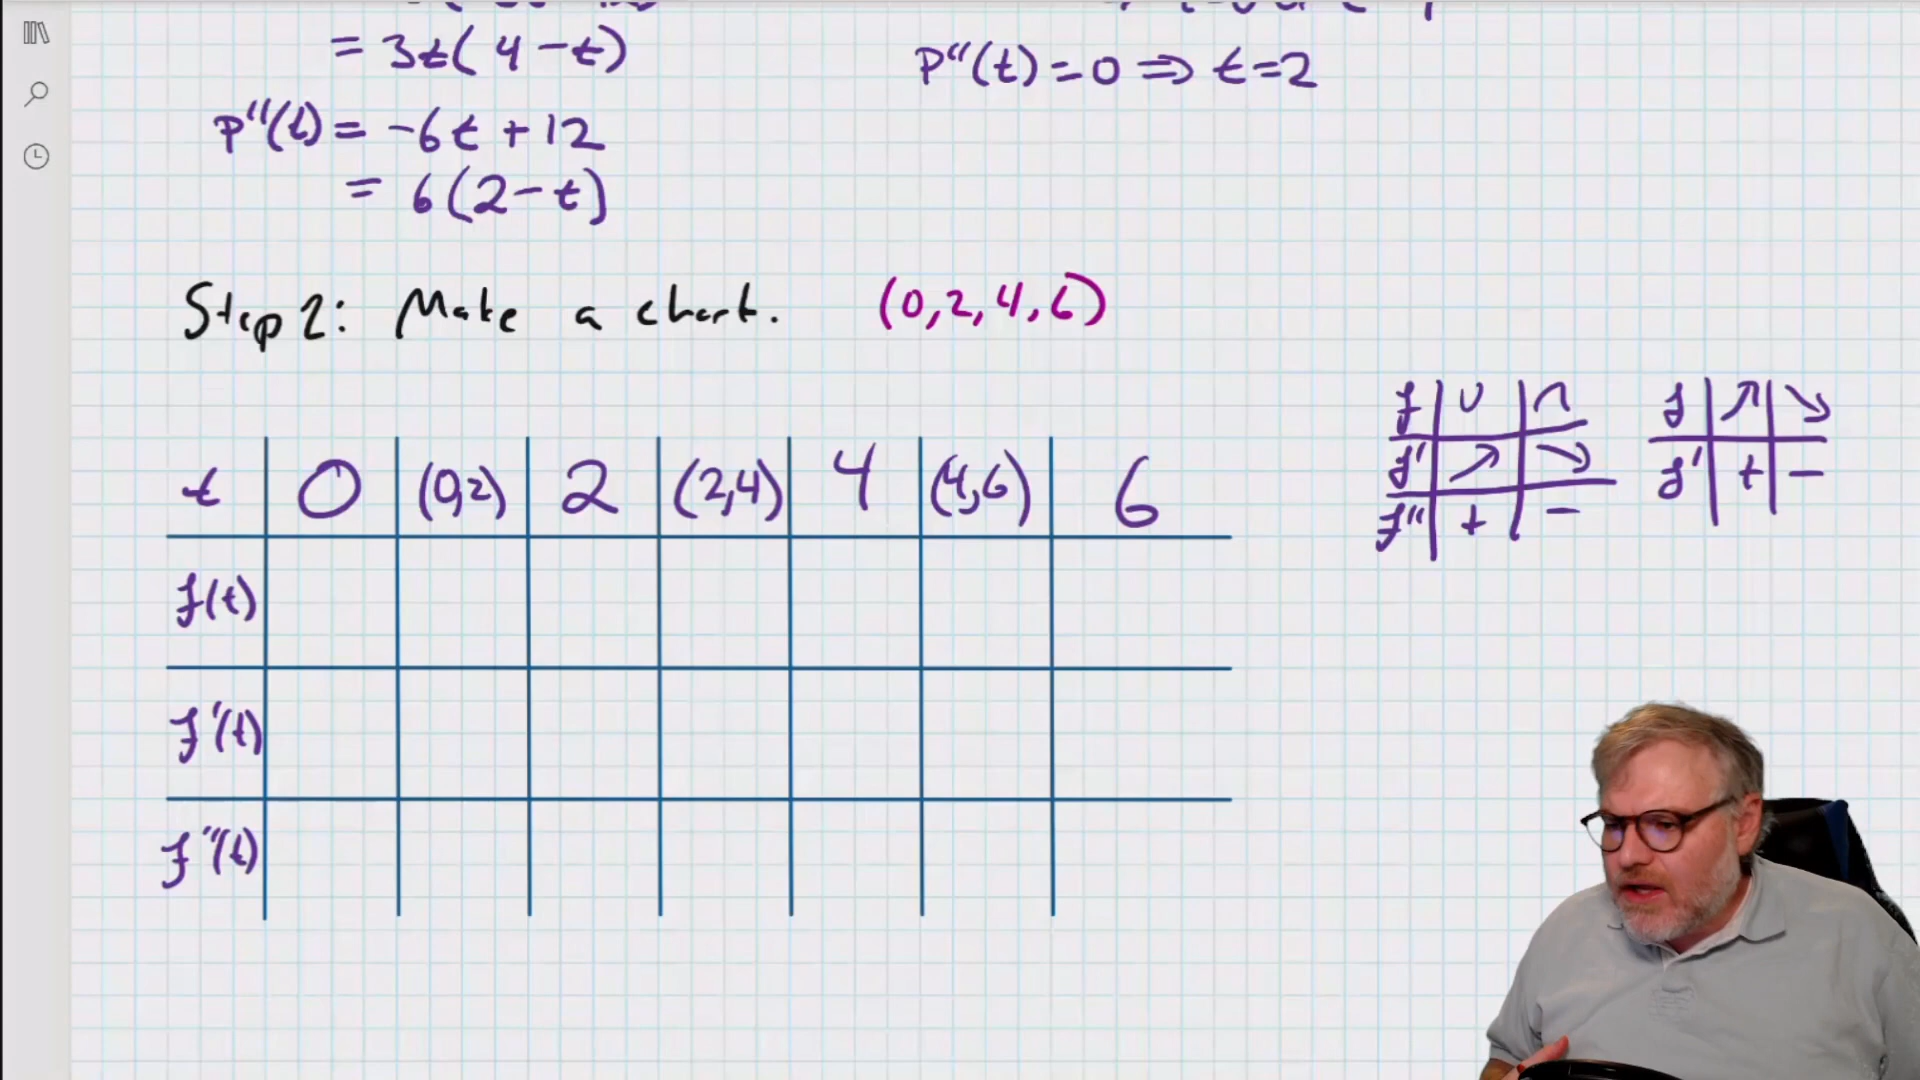 = 3t(4-t)
P''(t) = 0 ⇒ t=2
P''(t) = -6t + 12
= 6(2-t)
Step 2: Make a chart. (0,2,4,6)
t 0 (0,2) 2 (2,4) 4 (4,6) 6
f(t)
f'(t)
f''(t)
f ∪ ∩
f' ↗ ↘
f'' + -
f ↗ ↘
f' + -